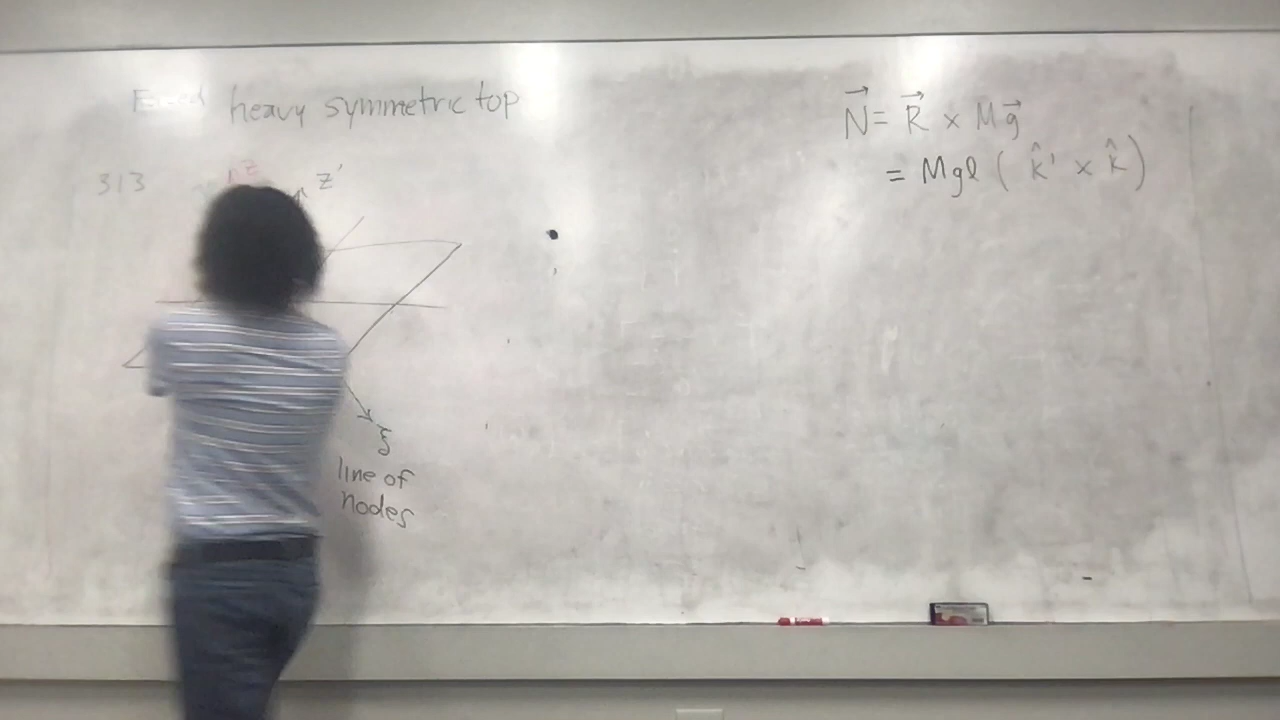 heavy symmetric top
313
z
z'
ξ
line of
nodes
N⃗ = R⃗ × Mg⃗
= Mgl ( k̂' × k̂ )